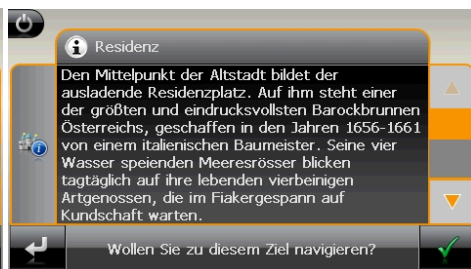 Residenz
Den Mittelpunkt der Altstadt bildet der
ausladende Residenzplatz. Auf ihm steht einer
der größten und eindrucksvollsten Barockbrunnen
Österreichs, geschaffen in den Jahren 1656-1661
von einem italienischen Baumeister. Seine vier
Wasser speienden Meeresrösser blicken
tagtäglich auf ihre lebenden vierbeinigen
Artgenossen, die im Fiakergespann auf
Kundschaft warten.
Wollen Sie zu diesem Ziel navigieren?